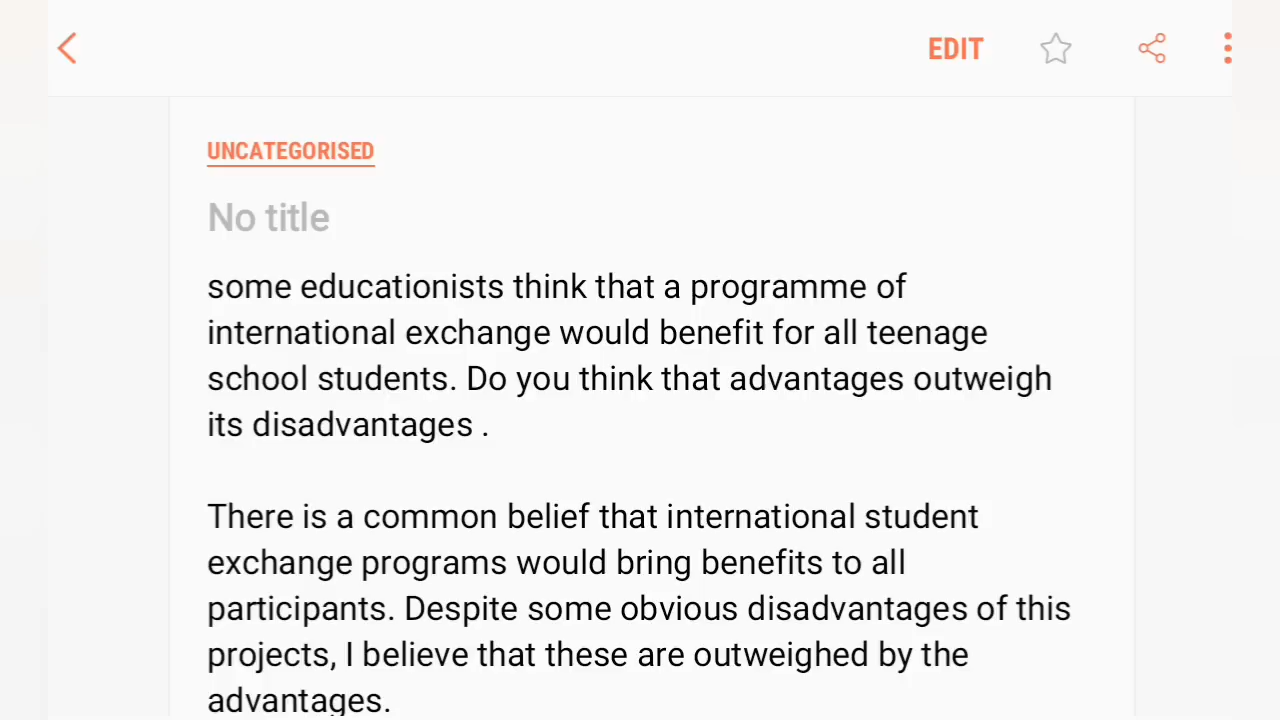 EDIT
UNCATEGORISED
No title
some educationists think that a programme of
international exchange would benefit for all teenage
school students. Do you think that advantages outweigh
its disadvantages .
There is a common belief that international student
exchange programs would bring benefits to all
participants. Despite some obvious disadvantages of this
projects, I believe that these are outweighed by the
advantages.